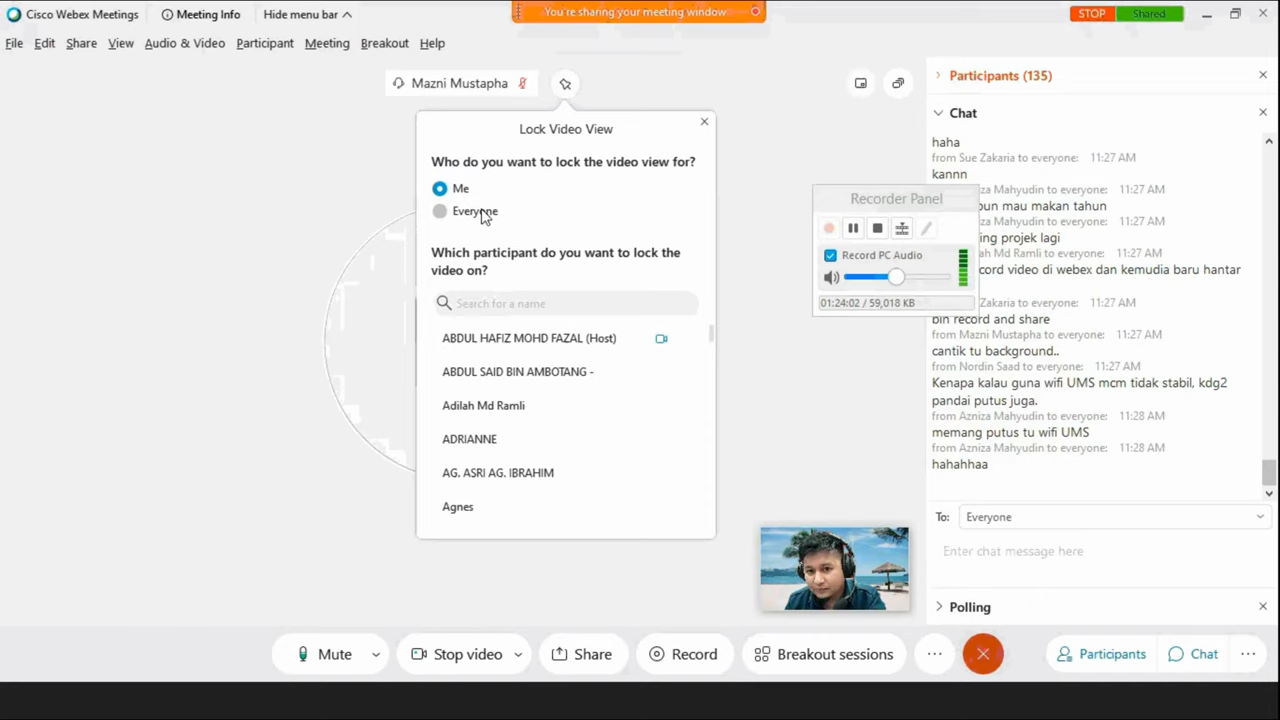 Cisco Webex Meetings
Meeting Info
Hide menu bar
You're sharing your meeting window
STOP
Shared
File Edit Share View Audio & Video Participant Meeting Breakout Help
Mazni Mustapha
Lock Video View
Who do you want to lock the video view for?
Me
Everyone
Which participant do you want to lock the
video on?
Search for a name
ABDUL HAFIZ MOHD FAZAL (Host)
ABDUL SAID BIN AMBOTANG -
Adilah Md Ramli
ADRIANNE
AG. ASRI AG. IBRAHIM
Agnes
Recorder Panel
Record PC Audio
01:24:02 / 59,018 KB
Participants (135)
Chat
haha
from Sue Zakaria to everyone: 11:27 AM
kannn
niza Mahyudin to everyone: 11:27 AM
oun mau makan tahun
niza Mahyudin to everyone: 11:27 AM
ing projek lagi
ah Md Ramli to everyone: 11:27 AM
cord video di webex dan kemudia baru hantar
Zakaria to everyone: 11:27 AM
bin record and share
from Mazni Mustapha to everyone: 11:27 AM
cantik tu background..
from Nordin Saad to everyone: 11:27 AM
Kenapa kalau guna wifi UMS mcm tidak stabil, kdg2
pandai putus juga.
from Azniza Mahyudin to everyone: 11:28 AM
memang putus tu wifi UMS
from Azniza Mahyudin to everyone: 11:28 AM
hahahhaa
To: Everyone
Enter chat message here
Polling
Mute
Stop video
Share
Record
Breakout sessions
Participants
Chat